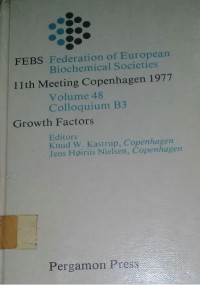 FEBS Federation of European
Biochemical Societies
11th Meeting Copenhagen 1977
Volume 48
Colloquium B3
Growth Factors
Editors
Knud W. Kastrup, Copenhagen
Jens Høiriis Nielsen, Copenhagen
Pergamon Press